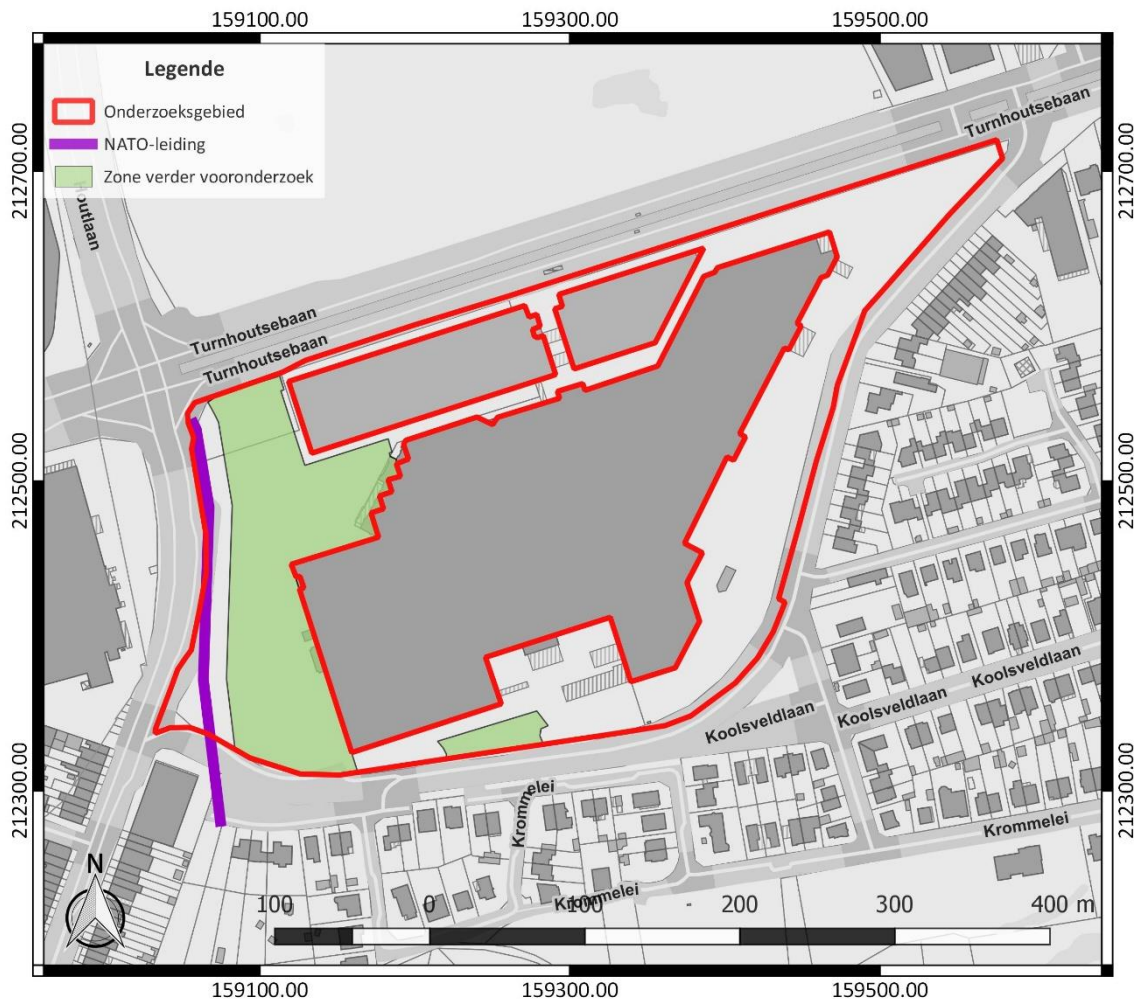 159100.00
159300.00
159500.00
Legende
Onderzoeksgebied
NATO-leiding
Zone verder vooronderzoek
Turnhoutsebaan
212700.00
212700.00
Houtlaan
Turnhoutsebaan
Turnhoutsebaan
212500.00
212500.00
Koolsveldlaan
Koolsveldlaan
Koolsveldlaan
212300.00
212300.00
Krommelei
Krommelei
Krommelei
N
Krommelei
100
0
100
200
300
400 m
159100.00
159300.00
159500.00